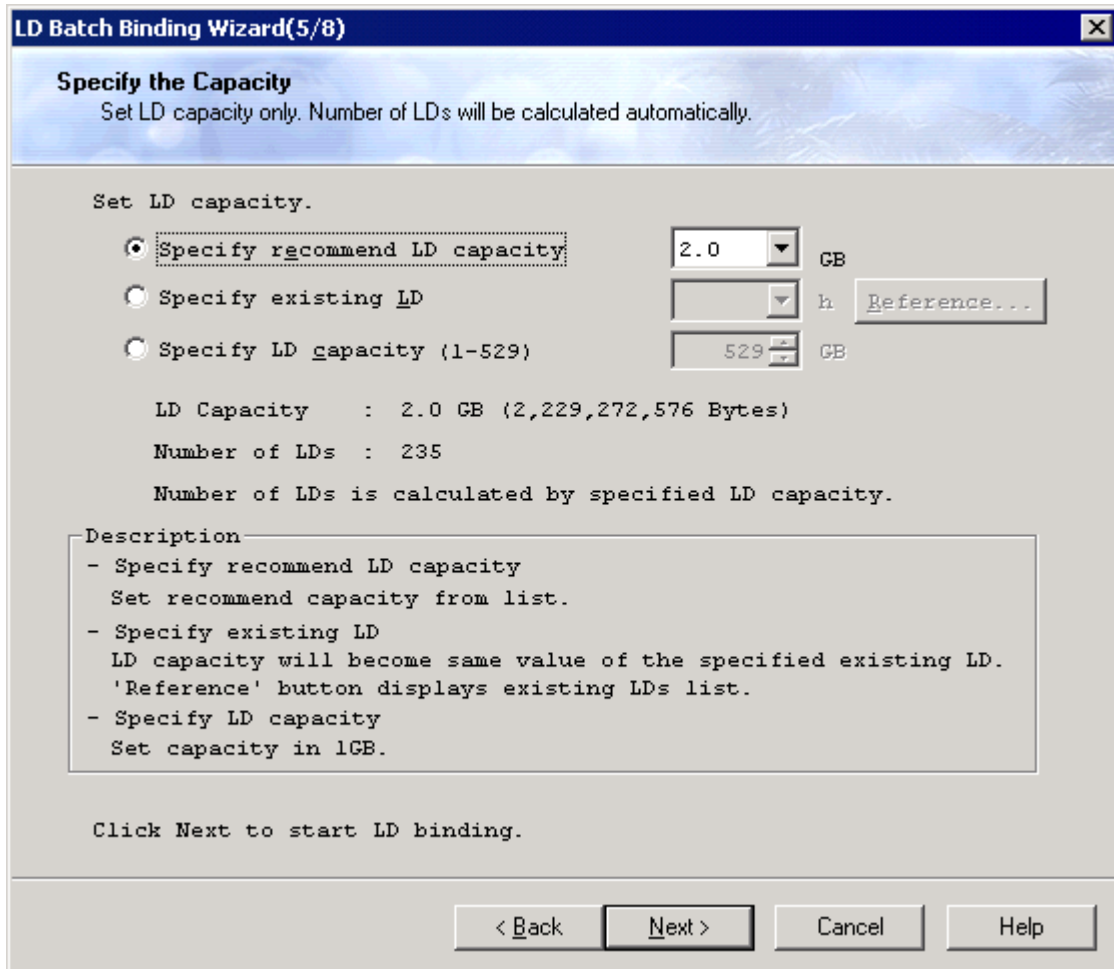 LD Batch Binding Wizard(5/8)
Specify the Capacity
Set LD capacity only. Number of LDs will be calculated automatically.
Set LD capacity.
Specify recommend LD capacity 2.0 GB
Specify existing LD h Reference...
Specify LD capacity (1-529) 529 GB
LD Capacity : 2.0 GB (2,229,272,576 Bytes)
Number of LDs : 235
Number of LDs is calculated by specified LD capacity.
Description
- Specify recommend LD capacity
Set recommend capacity from list.
- Specify existing LD
LD capacity will become same value of the specified existing LD.
'Reference' button displays existing LDs list.
- Specify LD capacity
Set capacity in 1GB.
Click Next to start LD binding.
< Back Next > Cancel Help